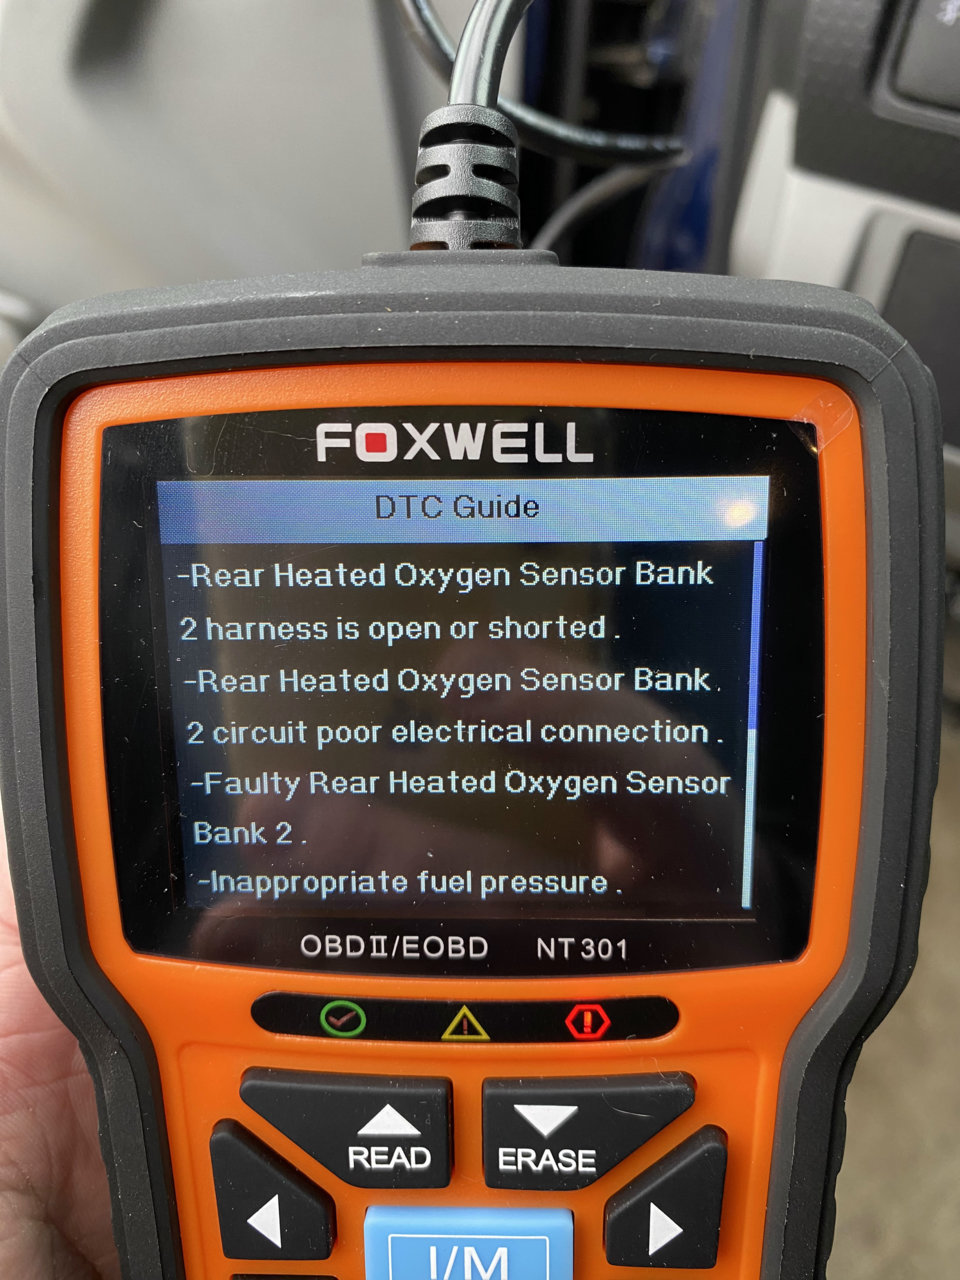 FOXWELL
DTC Guide
-Rear Heated Oxygen Sensor Bank
2 harness is open or shorted .
-Rear Heated Oxygen Sensor Bank .
2 circuit poor electrical connection .
-Faulty Rear Heated Oxygen Sensor
Bank 2 .
-Inappropriate fuel pressure .
OBDII/EOBD NT301
READ
ERASE
I/M